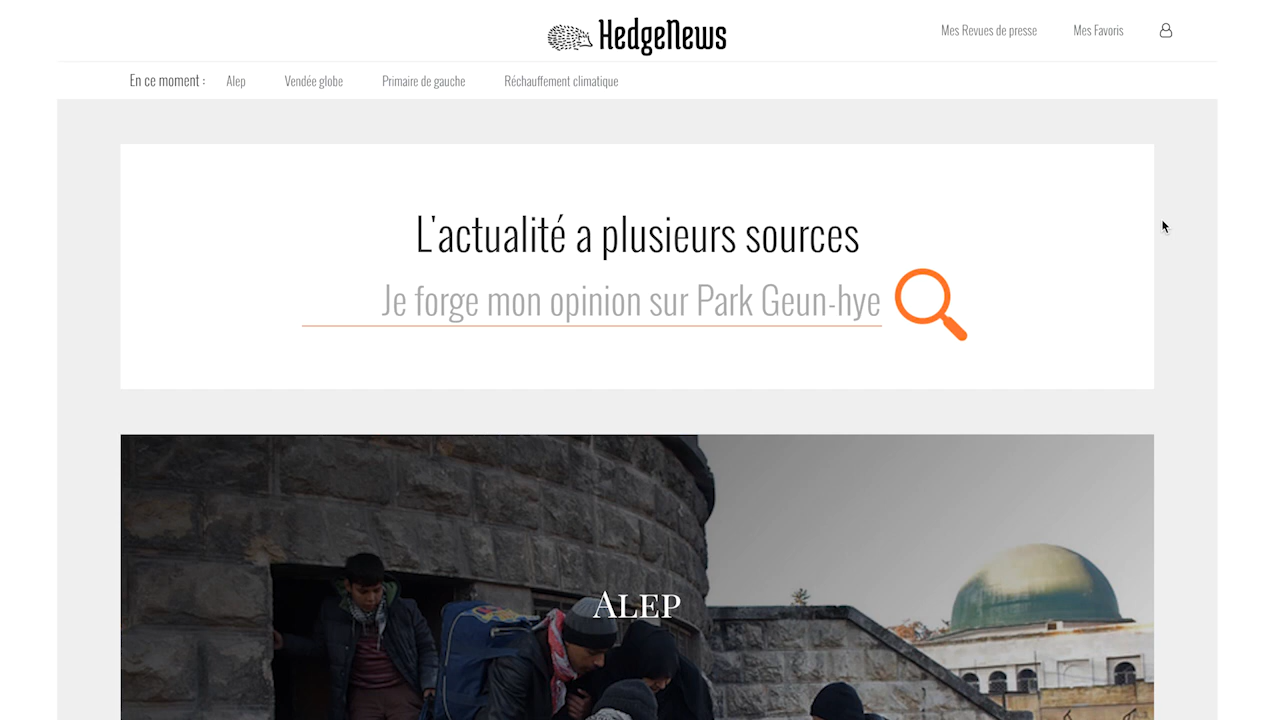 HedgeNews
Mes Revues de presse
Mes Favoris
En ce moment :
Alep
Vendée globe
Primaire de gauche
Réchauffement climatique
L'actualité a plusieurs sources
Je forge mon opinion sur Park Geun-hye
ALEP